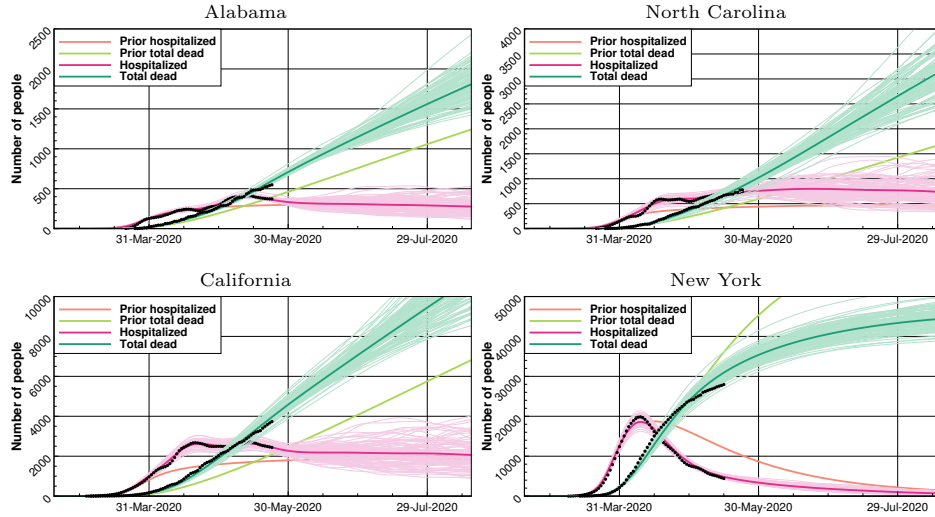 Alabama
Number of people
2500
2000
1500
1000
500
0
Prior hospitalized
Prior total dead
Hospitalized
Total dead
31-Mar-2020
30-May-2020
29-Jul-2020
North Carolina
Number of people
4000
3500
3000
2500
2000
1500
1000
500
0
Prior hospitalized
Prior total dead
Hospitalized
Total dead
31-Mar-2020
30-May-2020
29-Jul-2020
California
Number of people
10000
8000
6000
4000
2000
0
Prior hospitalized
Prior total dead
Hospitalized
Total dead
31-Mar-2020
30-May-2020
29-Jul-2020
New York
Number of people
50000
40000
30000
20000
10000
0
Prior hospitalized
Prior total dead
Hospitalized
Total dead
31-Mar-2020
30-May-2020
29-Jul-2020